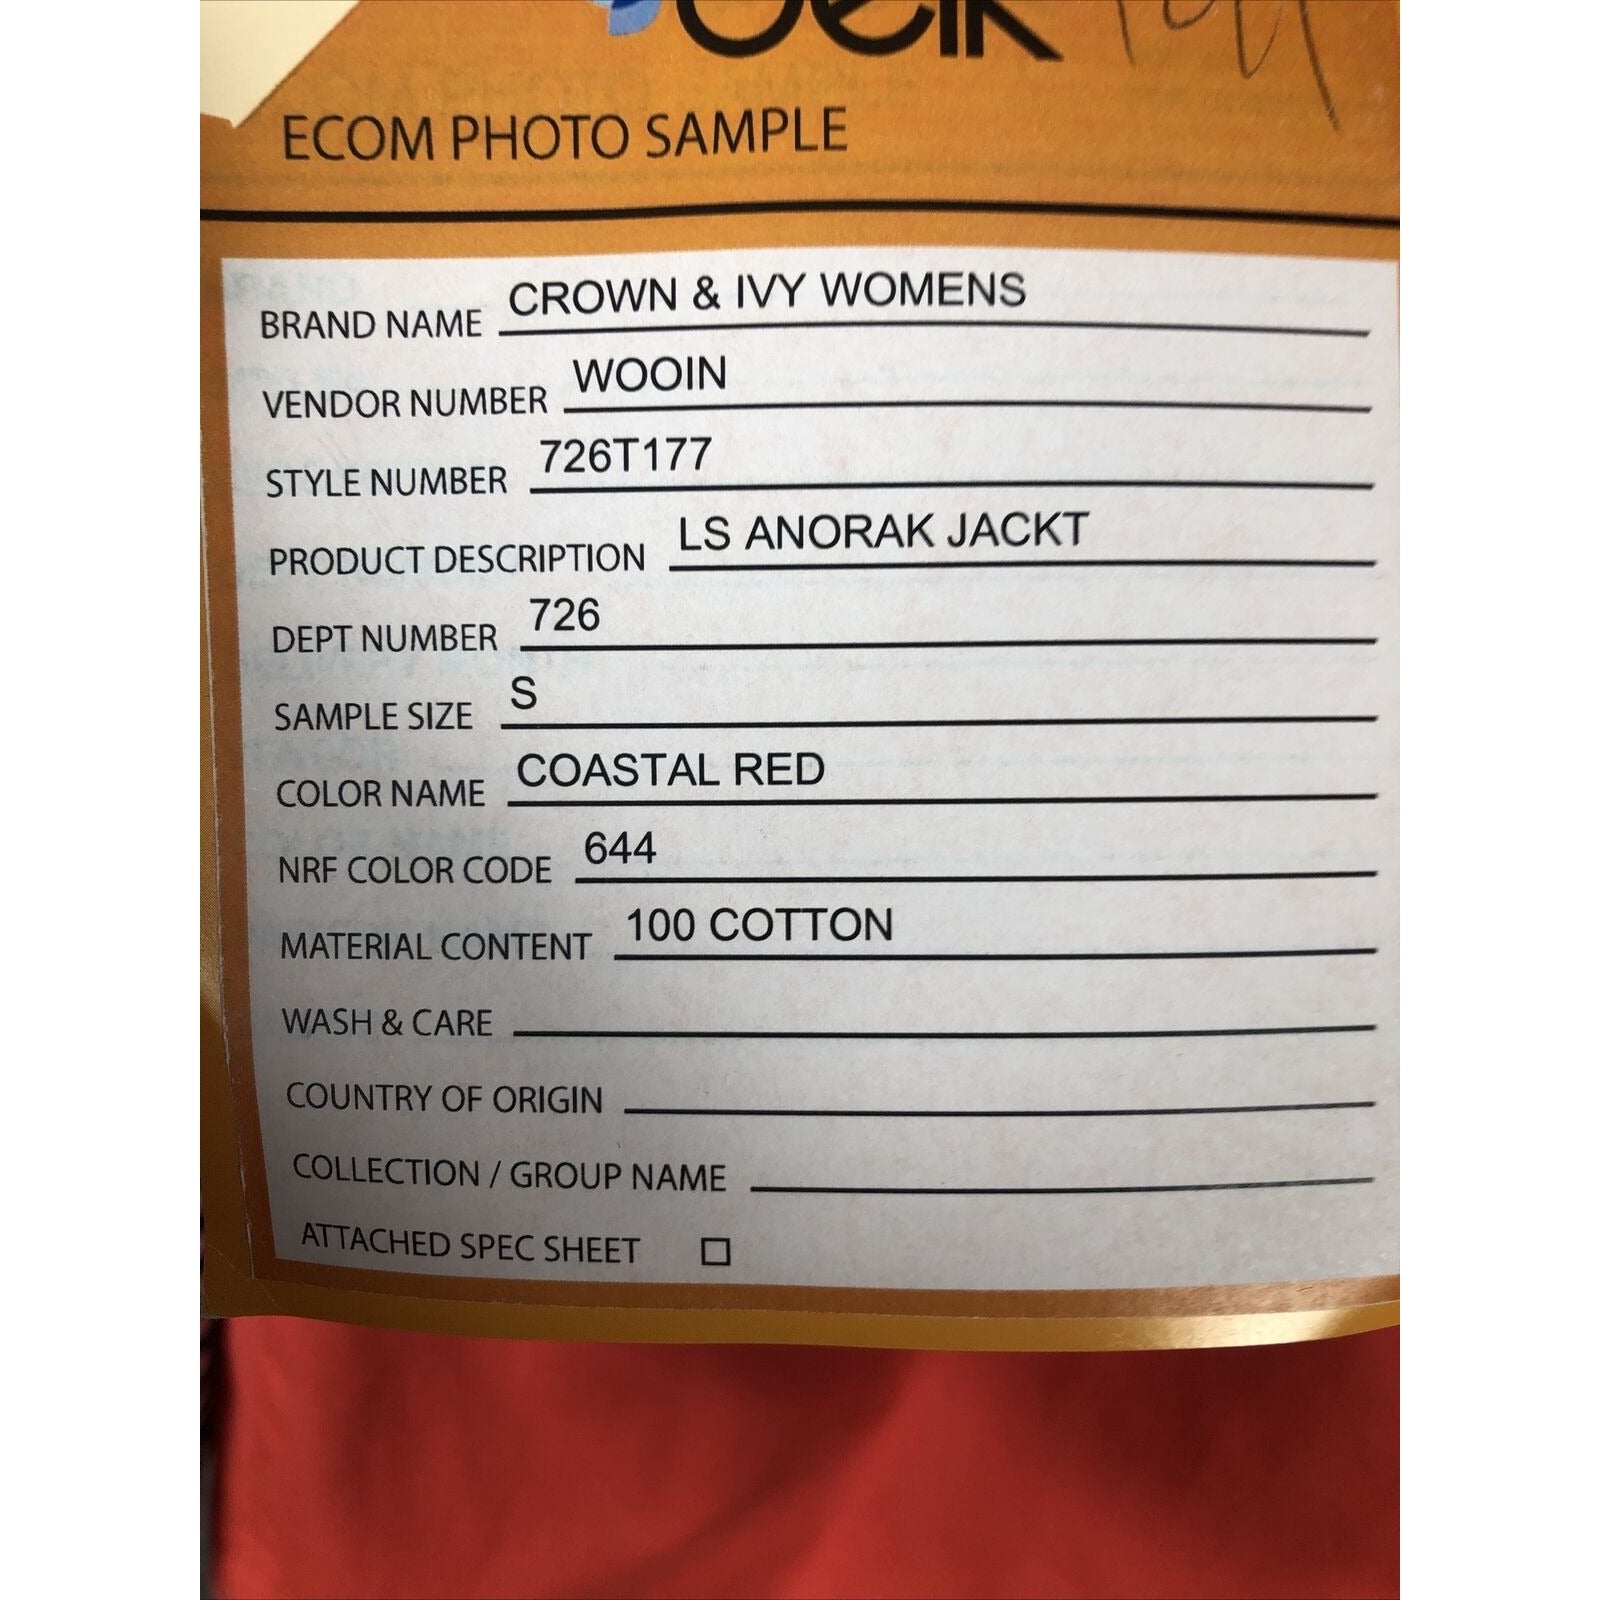 belk
ECOM PHOTO SAMPLE
BRAND NAME CROWN & IVY WOMENS
VENDOR NUMBER WOOIN
STYLE NUMBER 726T177
PRODUCT DESCRIPTION LS ANORAK JACKT
DEPT NUMBER 726
SAMPLE SIZE S
COLOR NAME COASTAL RED
NRF COLOR CODE 644
MATERIAL CONTENT 100 COTTON
WASH & CARE
COUNTRY OF ORIGIN
COLLECTION / GROUP NAME
ATTACHED SPEC SHEET